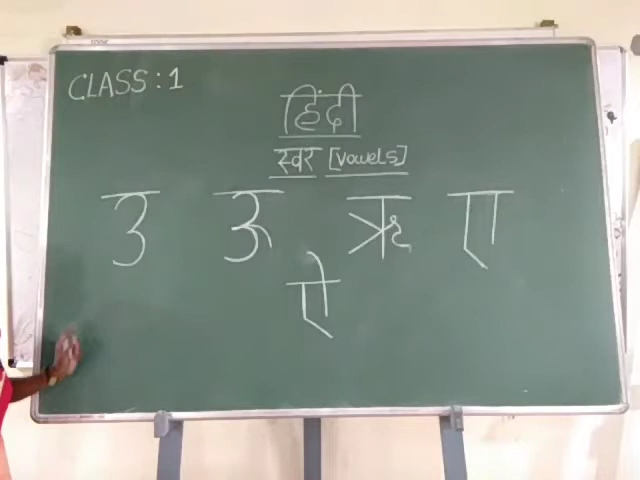 CLASS : 1
हिंदी
स्वर [vowels]
उ ऊ ऋ ए
ऐ